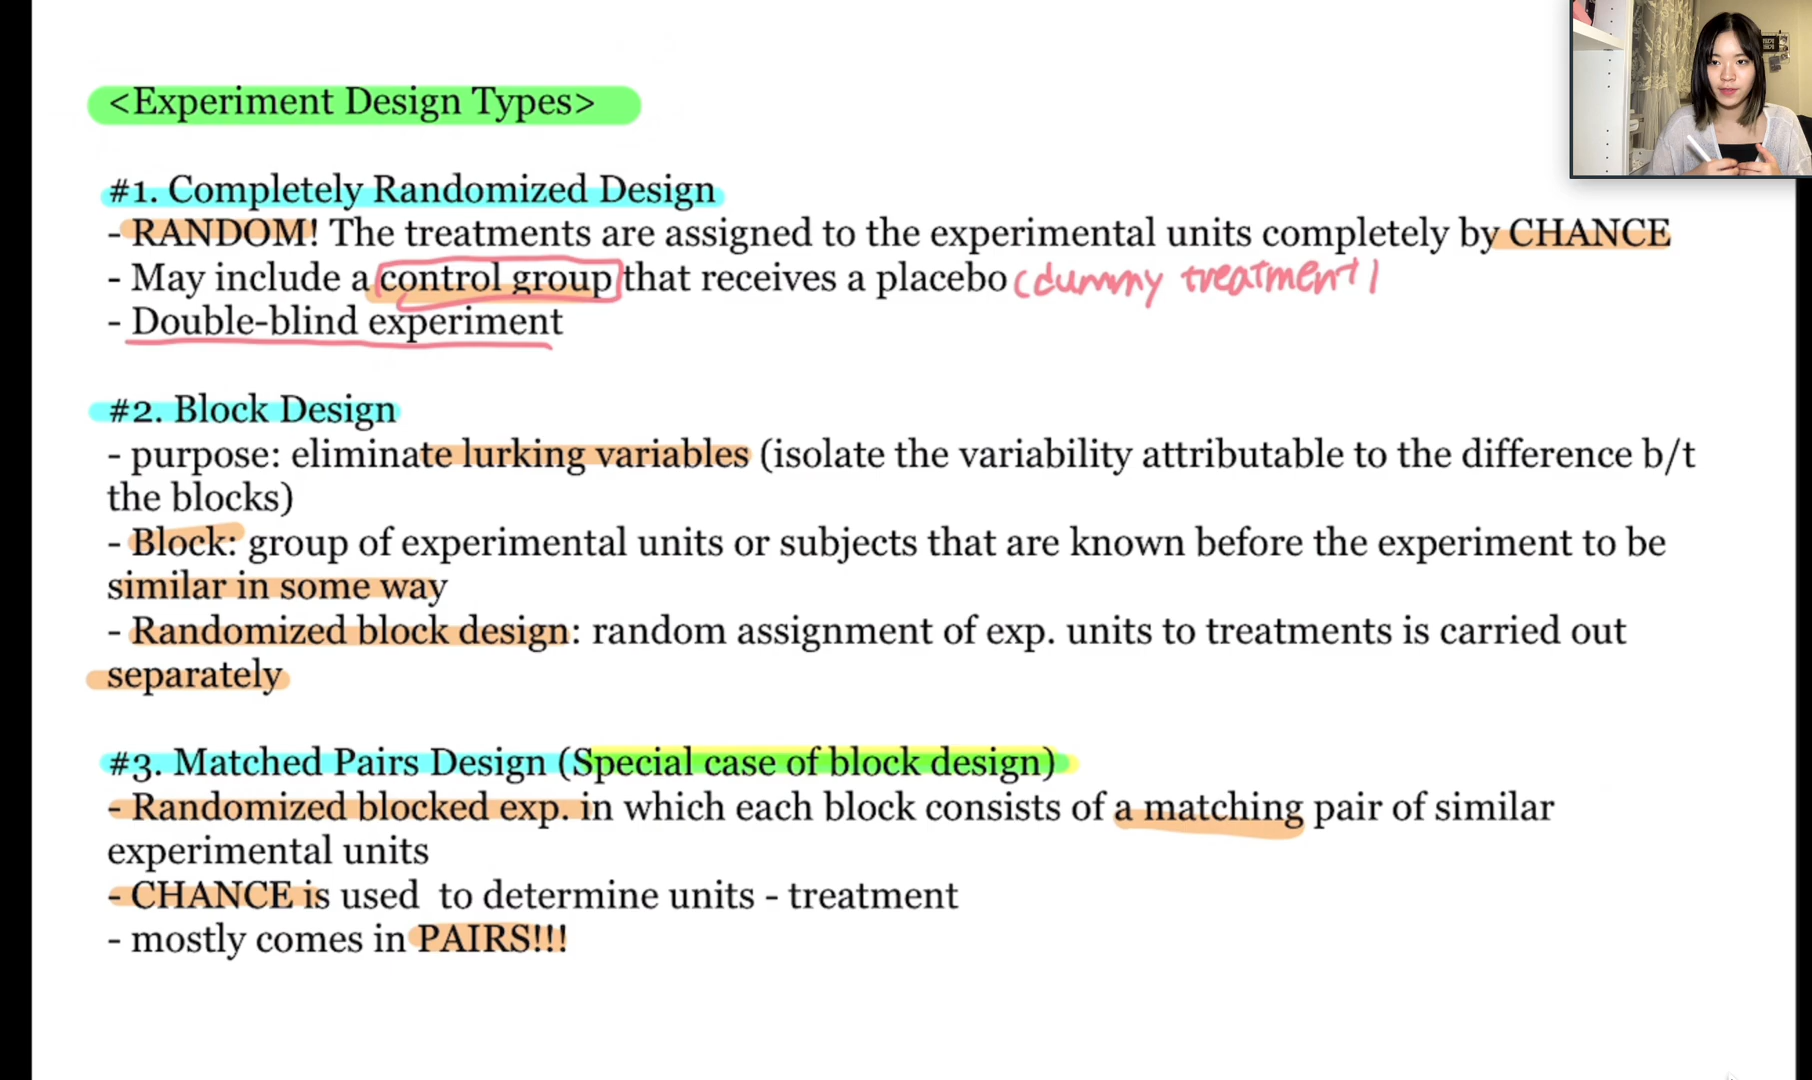 <Experiment Design Types>
#1. Completely Randomized Design
- RANDOM! The treatments are assigned to the experimental units completely by CHANCE
- May include a control group that receives a placebo (dummy treatment)
- Double-blind experiment
#2. Block Design
- purpose: eliminate lurking variables (isolate the variability attributable to the difference b/t
the blocks)
- Block: group of experimental units or subjects that are known before the experiment to be
similar in some way
- Randomized block design: random assignment of exp. units to treatments is carried out
separately
#3. Matched Pairs Design (Special case of block design)
- Randomized blocked exp. in which each block consists of a matching pair of similar
experimental units
- CHANCE is used  to determine units - treatment
- mostly comes in PAIRS!!!